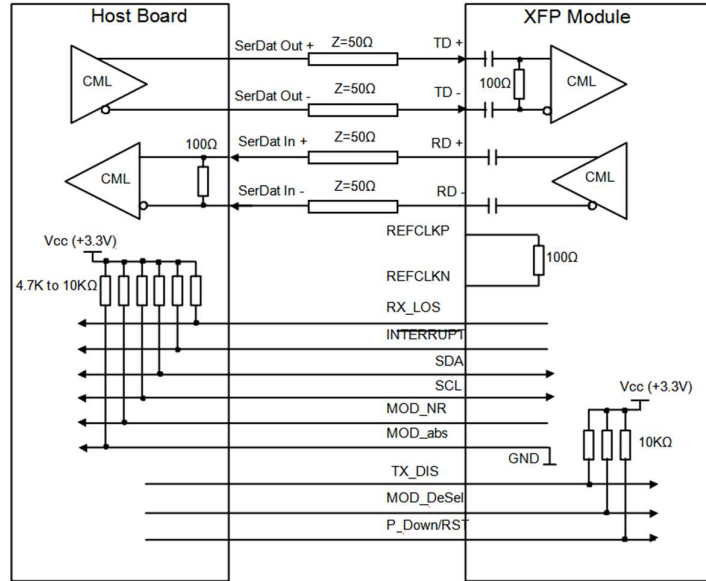 Host Board
XFP Module
SerDat Out +
Z=50Ω
TD +
CML
100Ω
CML
SerDat Out -
Z=50Ω
TD -
SerDat In +
Z=50Ω
RD +
100Ω
CML
CML
SerDat In -
Z=50Ω
RD -
REFCLKP
Vcc (+3.3V)
100Ω
REFCLKN
4.7K to 10KΩ
RX_LOS
INTERRUPT
SDA
SCL
Vcc (+3.3V)
MOD_NR
MOD_abs
10KΩ
GND
TX_DIS
MOD_DeSel
P_Down/RST